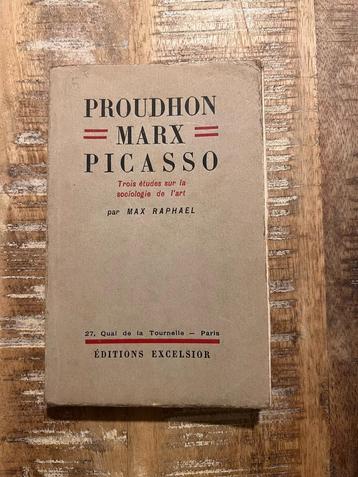 PROUDHON
MARX
PICASSO
Trois études sur la
sociologie de l'art
par MAX RAPHAEL
27, Quai de la Tournelle — Paris
ÉDITIONS EXCELSIOR